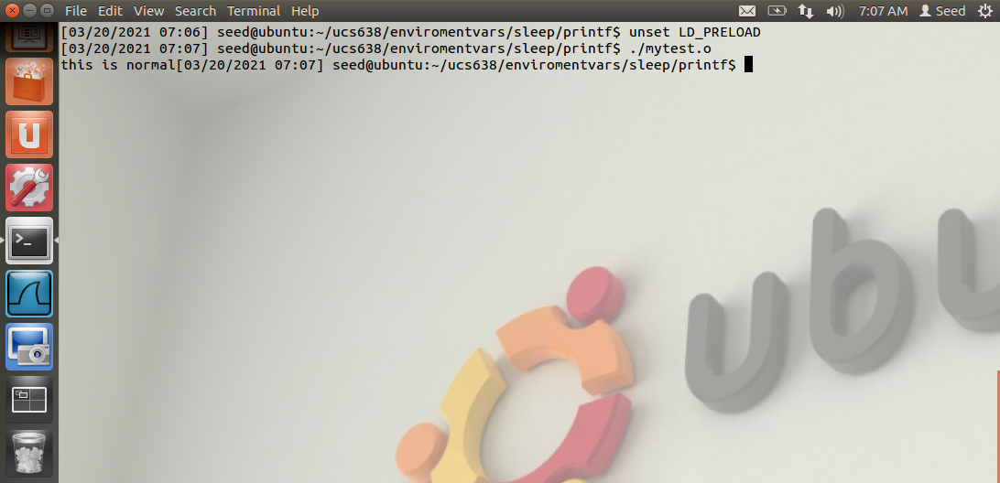 File Edit View Search Terminal Help 7:07 AM Seed
[03/20/2021 07:06] seed@ubuntu:~/ucs638/enviromentvars/sleep/printf$ unset LD_PRELOAD
[03/20/2021 07:07] seed@ubuntu:~/ucs638/enviromentvars/sleep/printf$ ./mytest.o
this is normal[03/20/2021 07:07] seed@ubuntu:~/ucs638/enviromentvars/sleep/printf$
>_
ubu